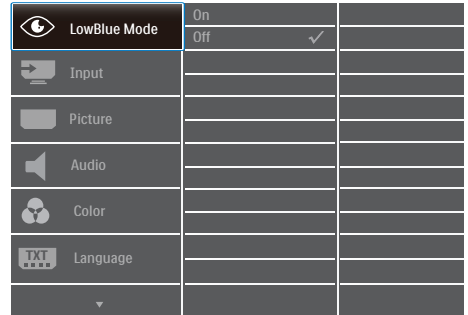 LowBlue Mode
On
Off
Input
Picture
Audio
Color
TXT
Language